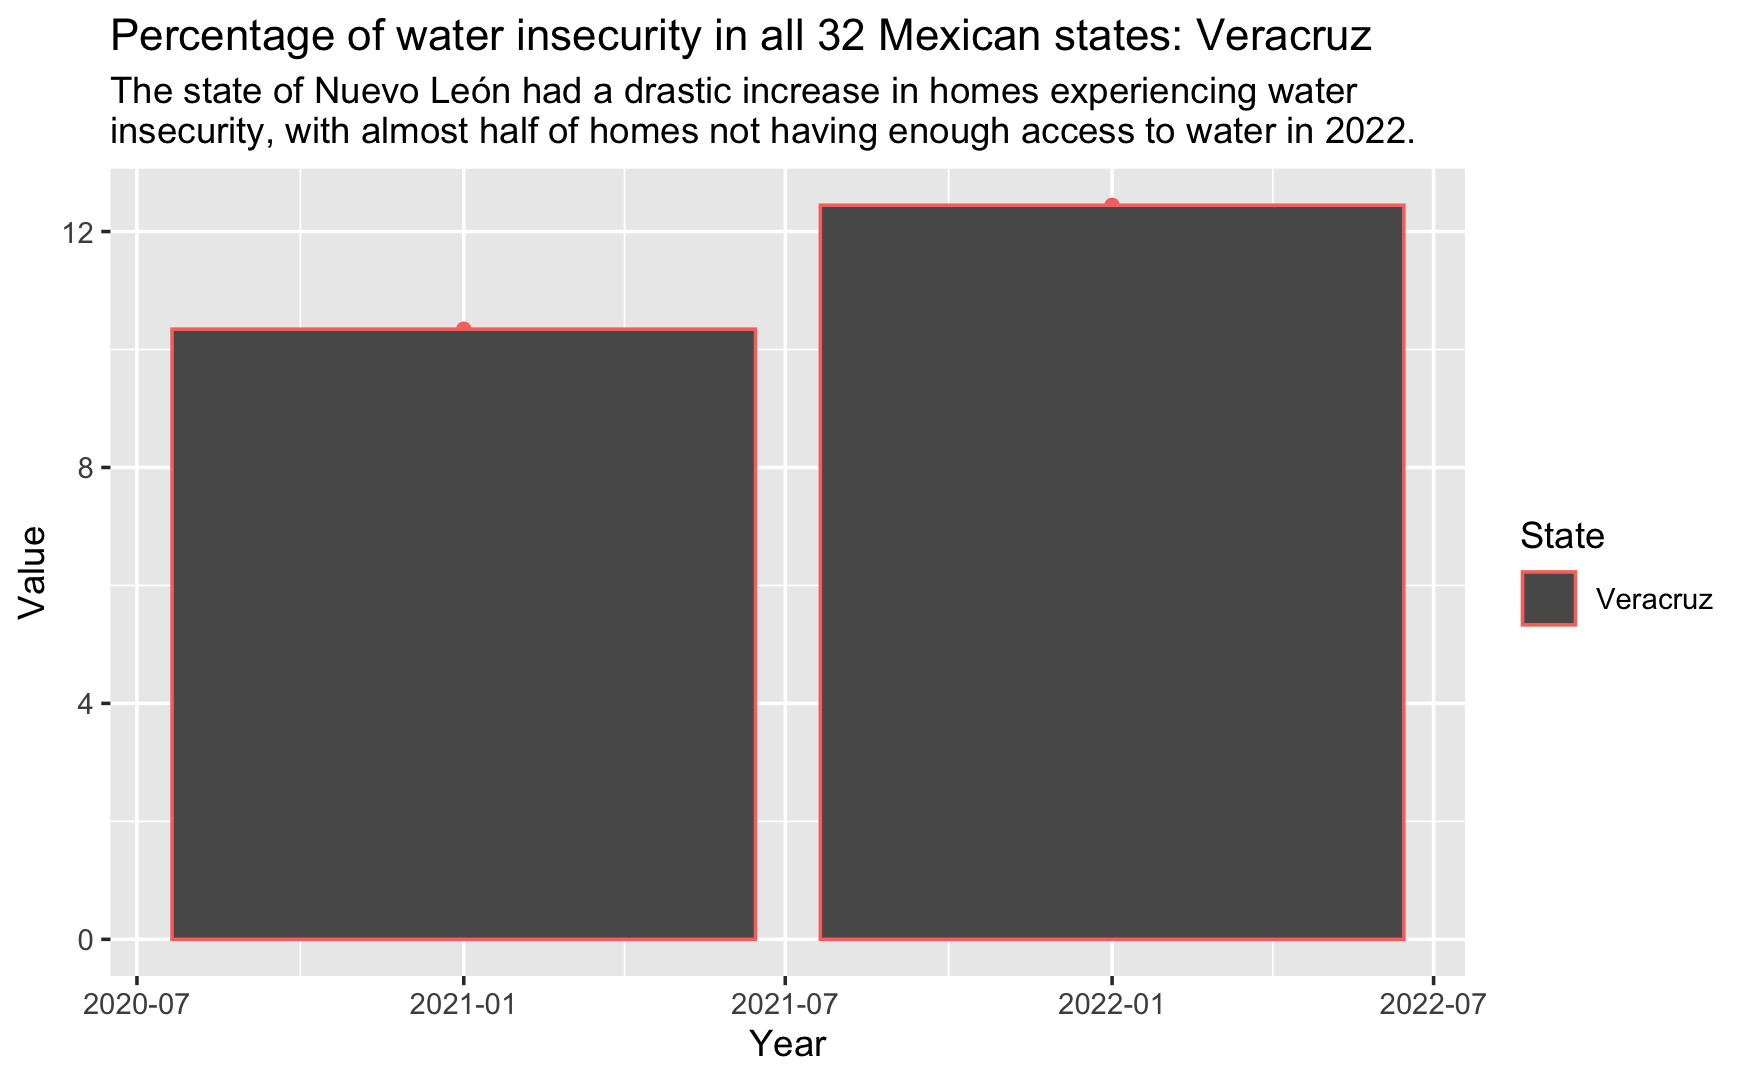 Percentage of water insecurity in all 32 Mexican states: Veracruz
The state of Nuevo León had a drastic increase in homes experiencing water
insecurity, with almost half of homes not having enough access to water in 2022.
12
8
4
0
Value
2020-07
2021-01
2021-07
2022-01
2022-07
Year
State
Veracruz